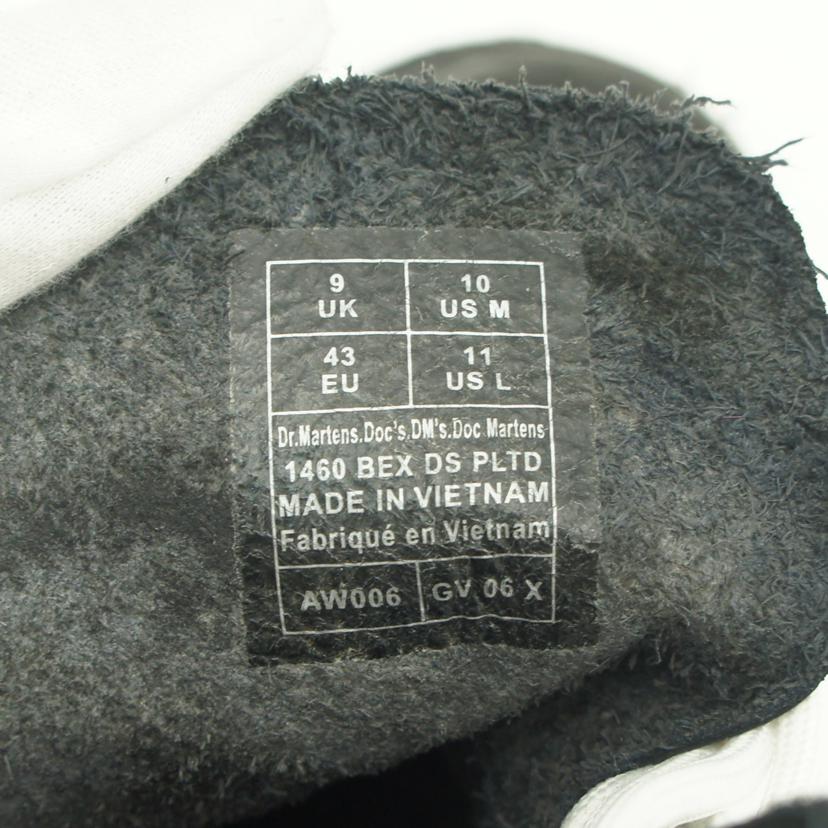 9
UK
10
US M
43
EU
11
US L
Dr.Martens.Doc's.DM's.Doc Martens
1460 BEX DS PLTD
MADE IN VIETNAM
Fabriqué en Vietnam
AW006
GV 06 X